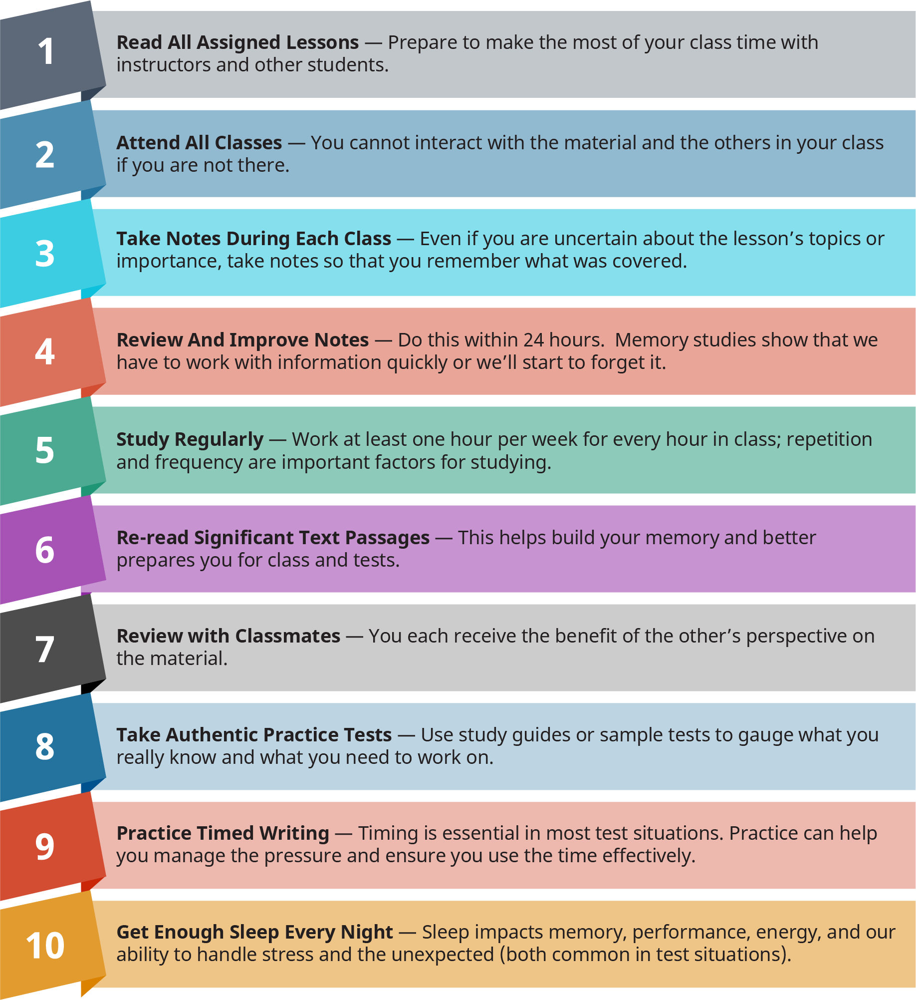 1
Read All Assigned Lessons — Prepare to make the most of your class time with
instructors and other students.
2
Attend All Classes — You cannot interact with the material and the others in your class
if you are not there.
3
Take Notes During Each Class — Even if you are uncertain about the lesson’s topics or
importance, take notes so that you remember what was covered.
4
Review And Improve Notes — Do this within 24 hours.  Memory studies show that we
have to work with information quickly or we’ll start to forget it.
5
Study Regularly — Work at least one hour per week for every hour in class; repetition
and frequency are important factors for studying.
6
Re-read Significant Text Passages — This helps build your memory and better
prepares you for class and tests.
7
Review with Classmates — You each receive the benefit of the other’s perspective on
the material.
8
Take Authentic Practice Tests — Use study guides or sample tests to gauge what you
really know and what you need to work on.
9
Practice Timed Writing — Timing is essential in most test situations. Practice can help
you manage the pressure and ensure you use the time effectively.
10
Get Enough Sleep Every Night — Sleep impacts memory, performance, energy, and our
ability to handle stress and the unexpected (both common in test situations).